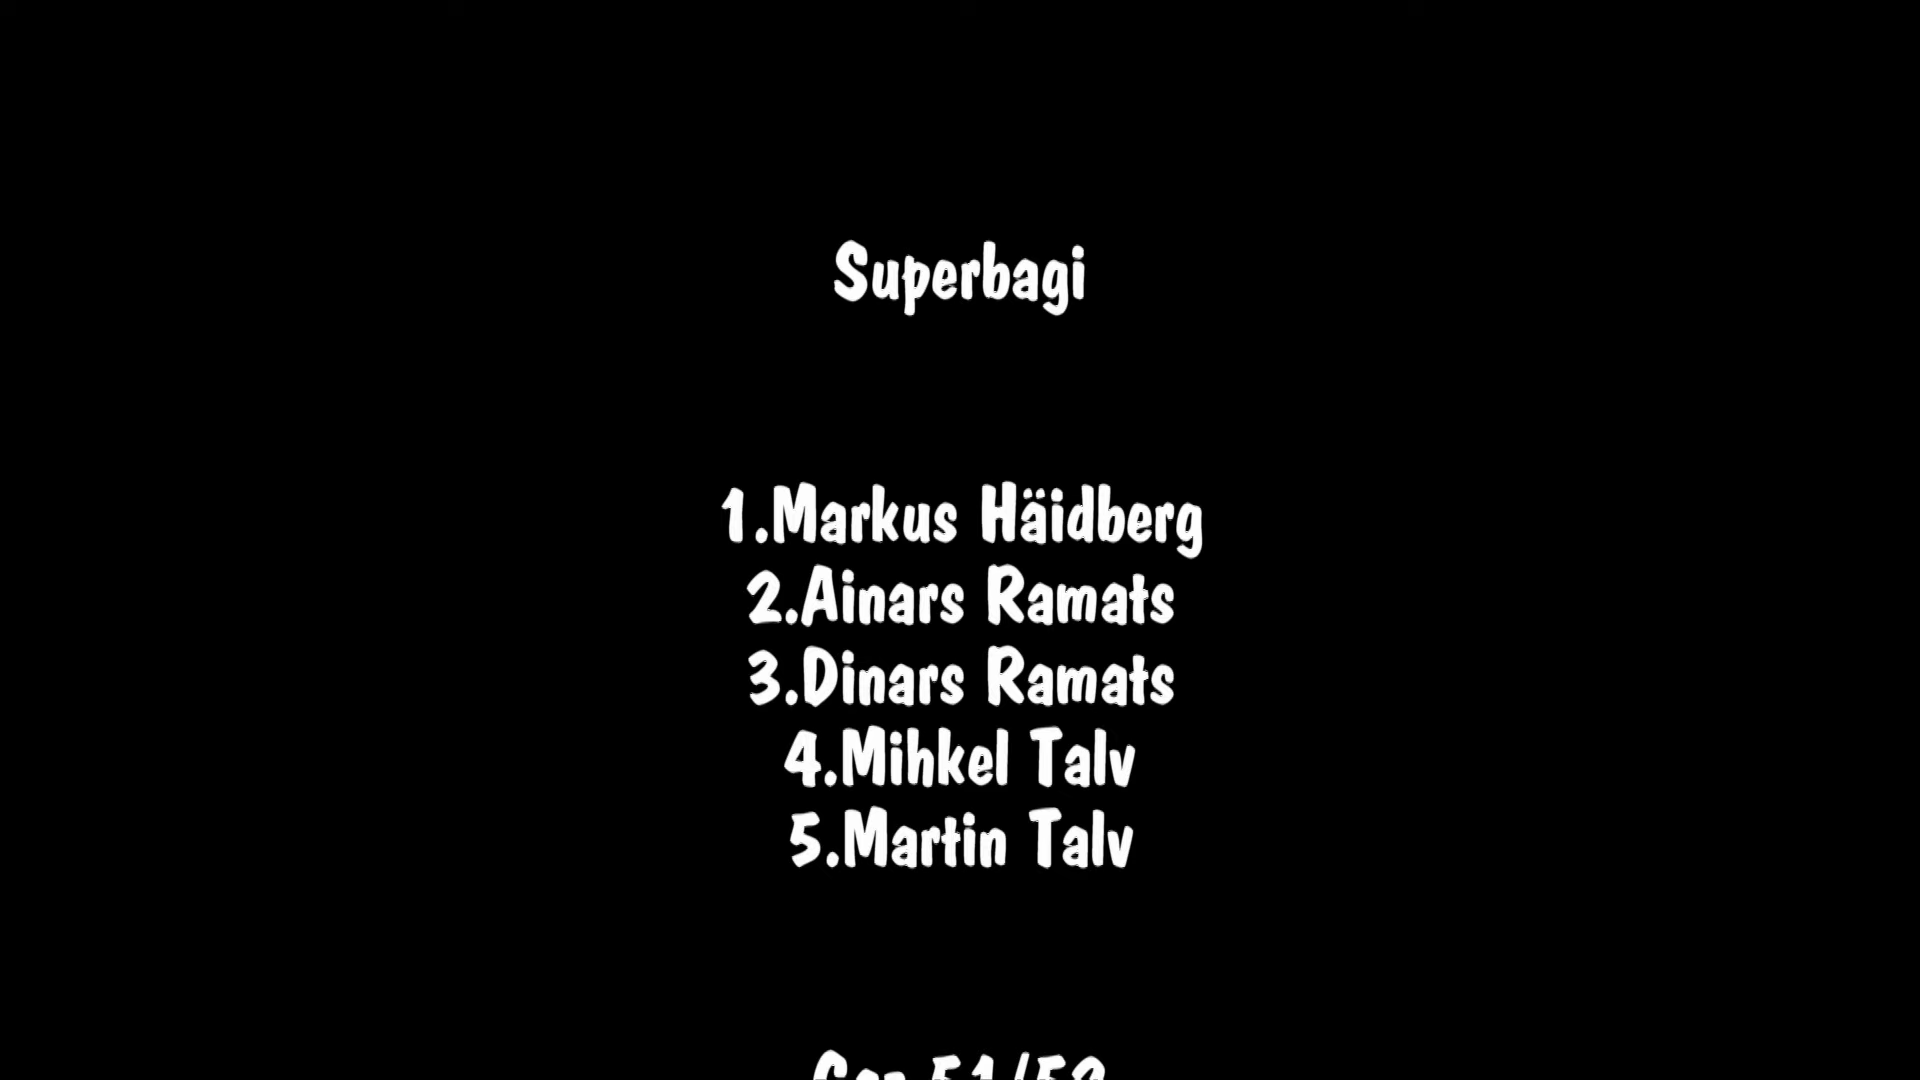 Superbagi
1.Markus Häidberg
2.Ainars Ramats
3.Dinars Ramats
4.Mihkel Talv
5.Martin Talv